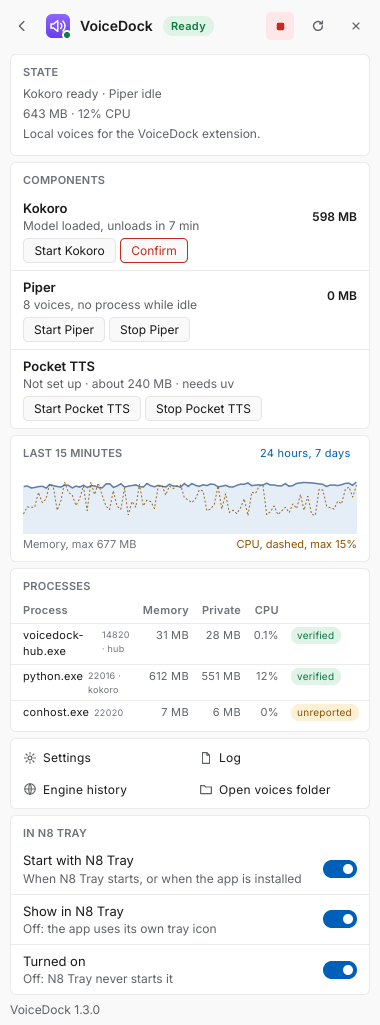 VoiceDock Ready
STATE
Kokoro ready · Piper idle
643 MB · 12% CPU
Local voices for the VoiceDock extension.
COMPONENTS
Kokoro
Model loaded, unloads in 7 min
598 MB
Start Kokoro Confirm
Piper
8 voices, no process while idle
0 MB
Start Piper Stop Piper
Pocket TTS
Not set up · about 240 MB · needs uv
Start Pocket TTS Stop Pocket TTS
LAST 15 MINUTES 24 hours, 7 days
Memory, max 677 MB CPU, dashed, max 15%
PROCESSES
Process Memory Private CPU
voicedock-hub.exe 14820 · hub 31 MB 28 MB 0.1% verified
python.exe 22016 · kokoro 612 MB 551 MB 12% verified
conhost.exe 22020 7 MB 6 MB 0% unreported
Settings Log
Engine history Open voices folder
IN N8 TRAY
Start with N8 Tray
When N8 Tray starts, or when the app is installed
Show in N8 Tray
Off: the app uses its own tray icon
Turned on
Off: N8 Tray never starts it
VoiceDock 1.3.0